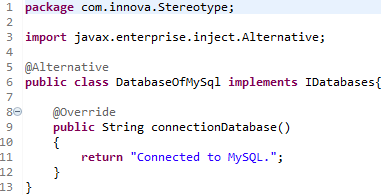 1 package com.innova.Stereotype;
2
3 import javax.enterprise.inject.Alternative;
4
5 @Alternative
6 public class DatabaseOfMySql implements IDatabases{
7
8 @Override
9 public String connectionDatabase()
10 {
11 return "Connected to MySQL.";
12 }
13 }